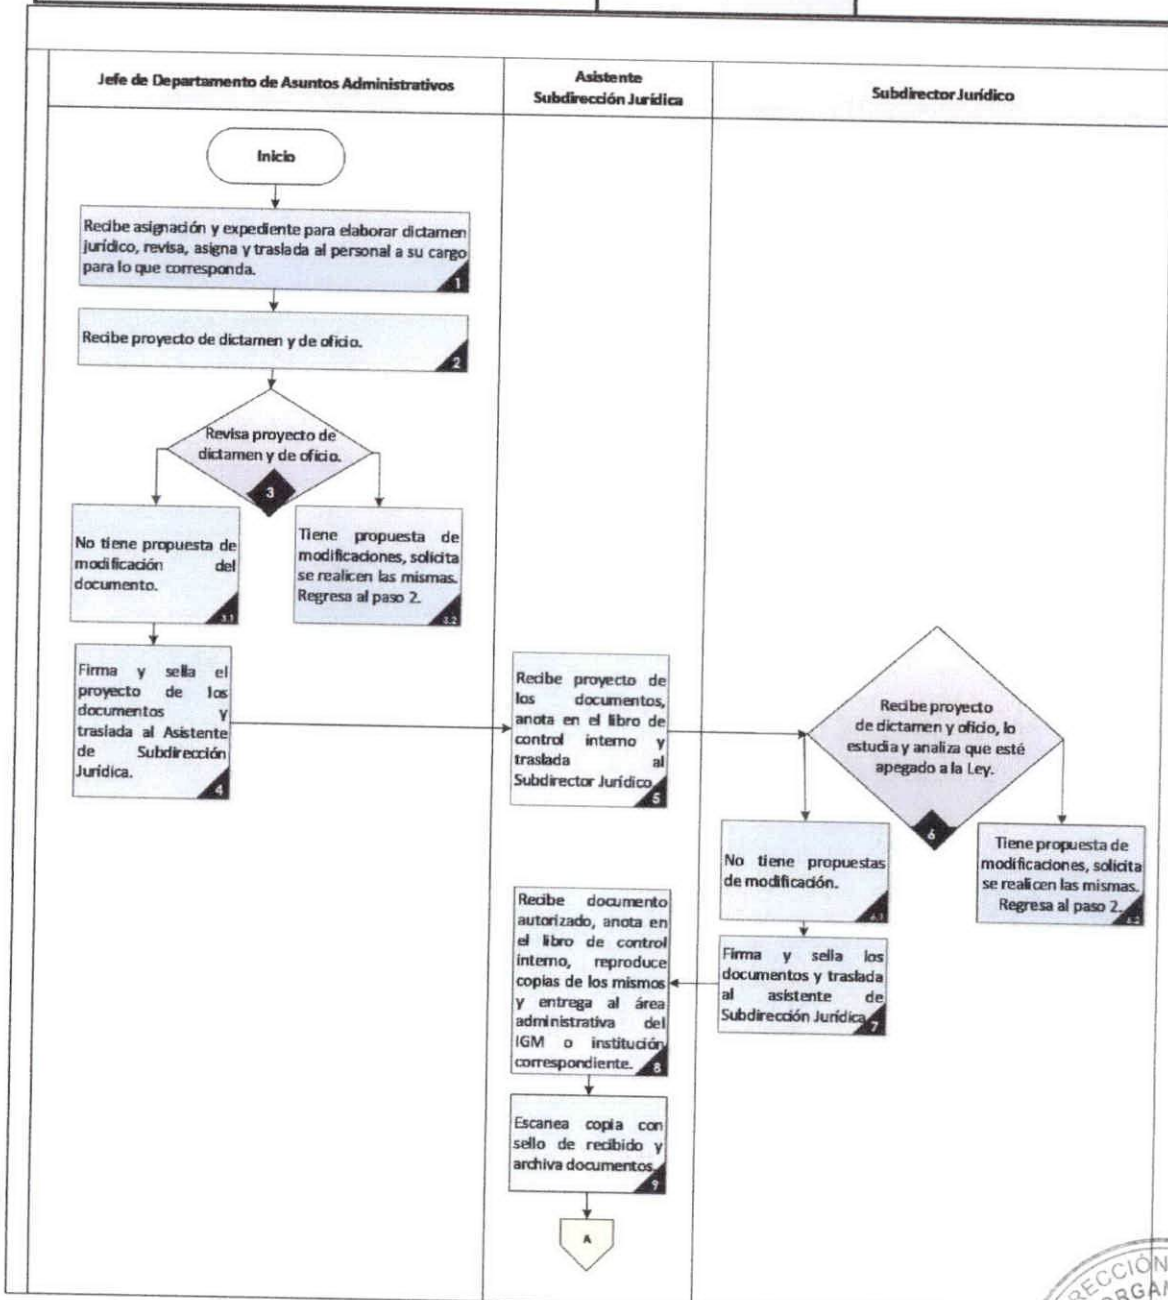 Jefe de Departamento de Asuntos Administrativos
Asistente
Subdirección Jurídica
Subdirector Jurídico
Inicio
Recibe asignación y expediente para elaborar dictamen
jurídico, revisa, asigna y traslada al personal a su cargo
para lo que corresponda.
1
Recibe proyecto de dictamen y de oficio.
2
Revisa proyecto de
dictamen y de oficio.
3
No tiene propuesta de
modificación del
documento.
3.1
Tiene propuesta de
modificaciones, solicita
se realicen las mismas.
Regresa al paso 2.
3.2
Firma y sella el
proyecto de los
documentos y
traslada al Asistente
de Subdirección
Jurídica.
4
Recibe proyecto de
los documentos,
anota en el libro de
control interno y
traslada al
Subdirector Jurídico
5
Recibe proyecto
de dictamen y oficio, lo
estudia y analiza que esté
apegado a la Ley.
6
No tiene propuestas
de modificación.
6.1
Tiene propuesta de
modificaciones, solicita
se realicen las mismas.
Regresa al paso 2.
6.2
Firma y sella los
documentos y traslada
al asistente de
Subdirección Jurídica
7
Recibe documento
autorizado, anota en
el libro de control
interno, reproduce
copias de los mismos
y entrega al área
administrativa del
IGM o institución
correspondiente.
8
Escanea copia con
sello de recibido y
archiva documentos.
9
A